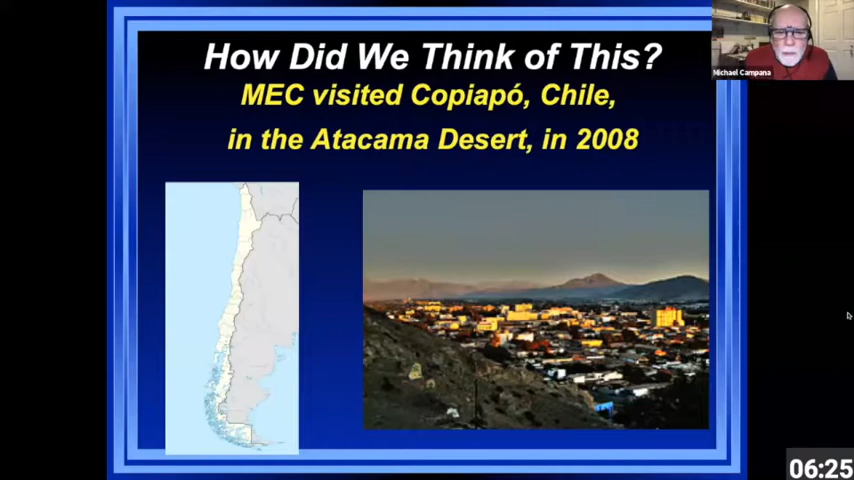 How Did We Think of This?
MEC visited Copiapó, Chile,
in the Atacama Desert, in 2008
Michael Campana
06:25